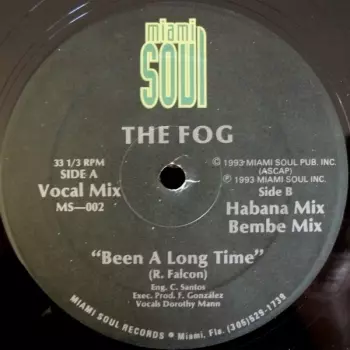 miami
SOUL
THE FOG
33 1/3 RPM
SIDE A
Vocal Mix
MS—002
© 1993 MIAMI SOUL PUB. INC.
(ASCAP)
Ⓟ 1993 MIAMI SOUL INC.
Side B
Habana Mix
Bembe Mix
“Been A Long Time”
(R. Falcon)
Eng. C. Santos
Exec. Prod. F. González
Vocals Dorothy Mann
MIAMI SOUL RECORDS • Miami, Fla. (305) 529-1739